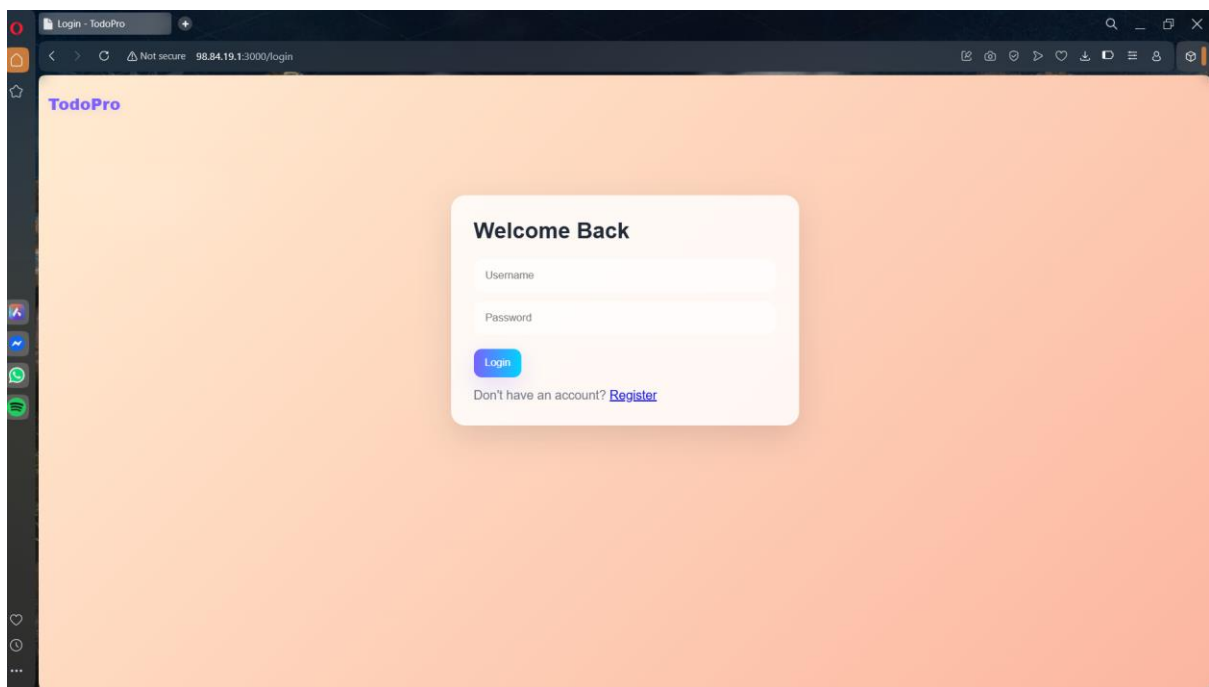 Login - TodoPro
Not secure 98.84.19.1:3000/login
TodoPro
Welcome Back
Username
Password
Login
Don't have an account? Register